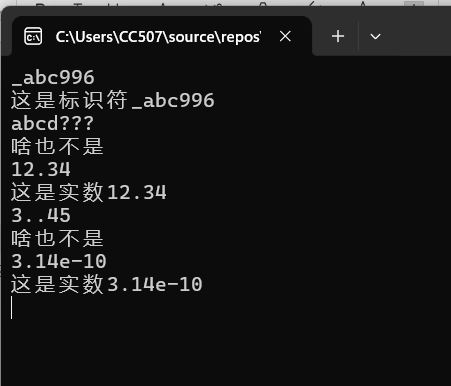 C:\Users\CC507\source\repos\
_abc996
这是标识符_abc996
abcd???
啥也不是
12.34
这是实数12.34
3..45
啥也不是
3.14e-10
这是实数3.14e-10